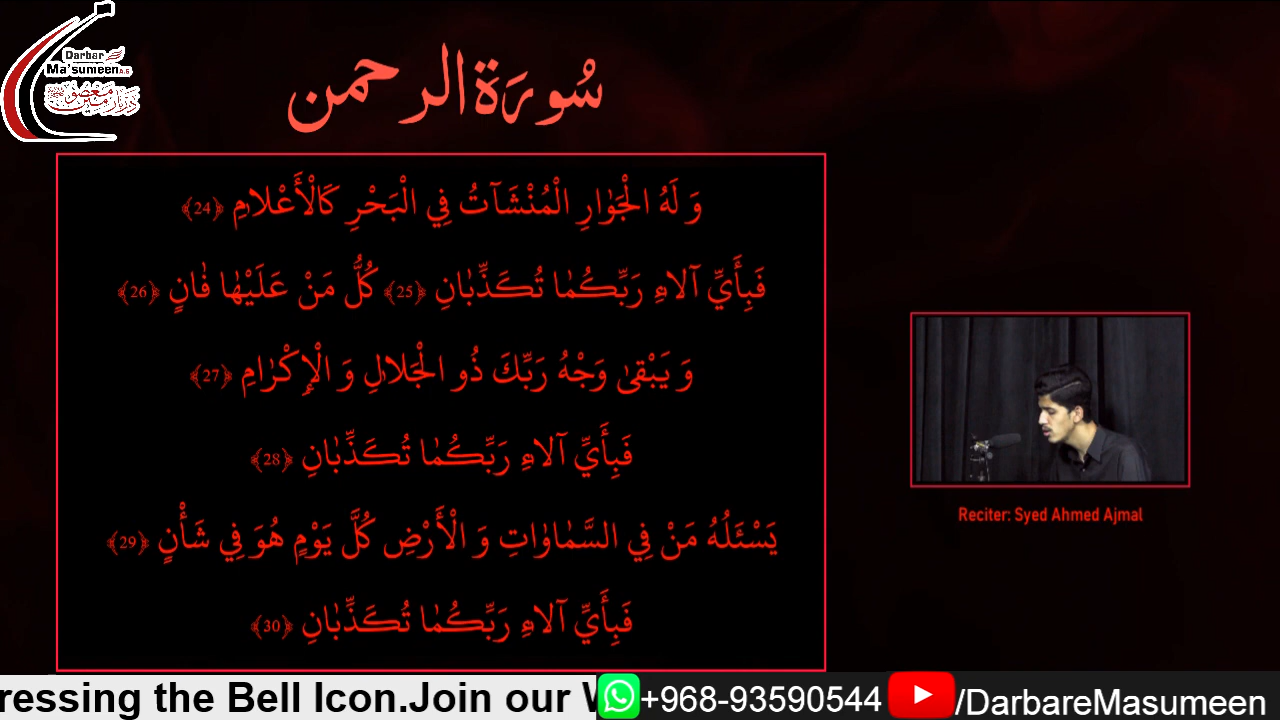 Darbar
Ma'sumeen A.S
سُورَة الرحمن
وَ لَهُ الْجَوٰارِ الْمُنْشَآتُ فِي الْبَحْرِ كَالْأَعْلامِ ﴿24﴾
فَبِأَيِّ آلاءِ رَبِّكُمٰا تُكَذِّبٰانِ ﴿25﴾ كُلُّ مَنْ عَلَيْهٰا فٰانٍ ﴿26﴾
وَ يَبْقىٰ وَجْهُ رَبِّكَ ذُو الْجَلالِ وَ الْإِكْرٰامِ ﴿27﴾
فَبِأَيِّ آلاءِ رَبِّكُمٰا تُكَذِّبٰانِ ﴿28﴾
يَسْئَلُهُ مَنْ فِي السَّمٰاوٰاتِ وَ الْأَرْضِ كُلَّ يَوْمٍ هُوَ فِي شَأْنٍ ﴿29﴾
فَبِأَيِّ آلاءِ رَبِّكُمٰا تُكَذِّبٰانِ ﴿30﴾
Reciter: Syed Ahmed Ajmal
ressing the Bell Icon.Join our W
+968-93590544
/DarbareMasumeen